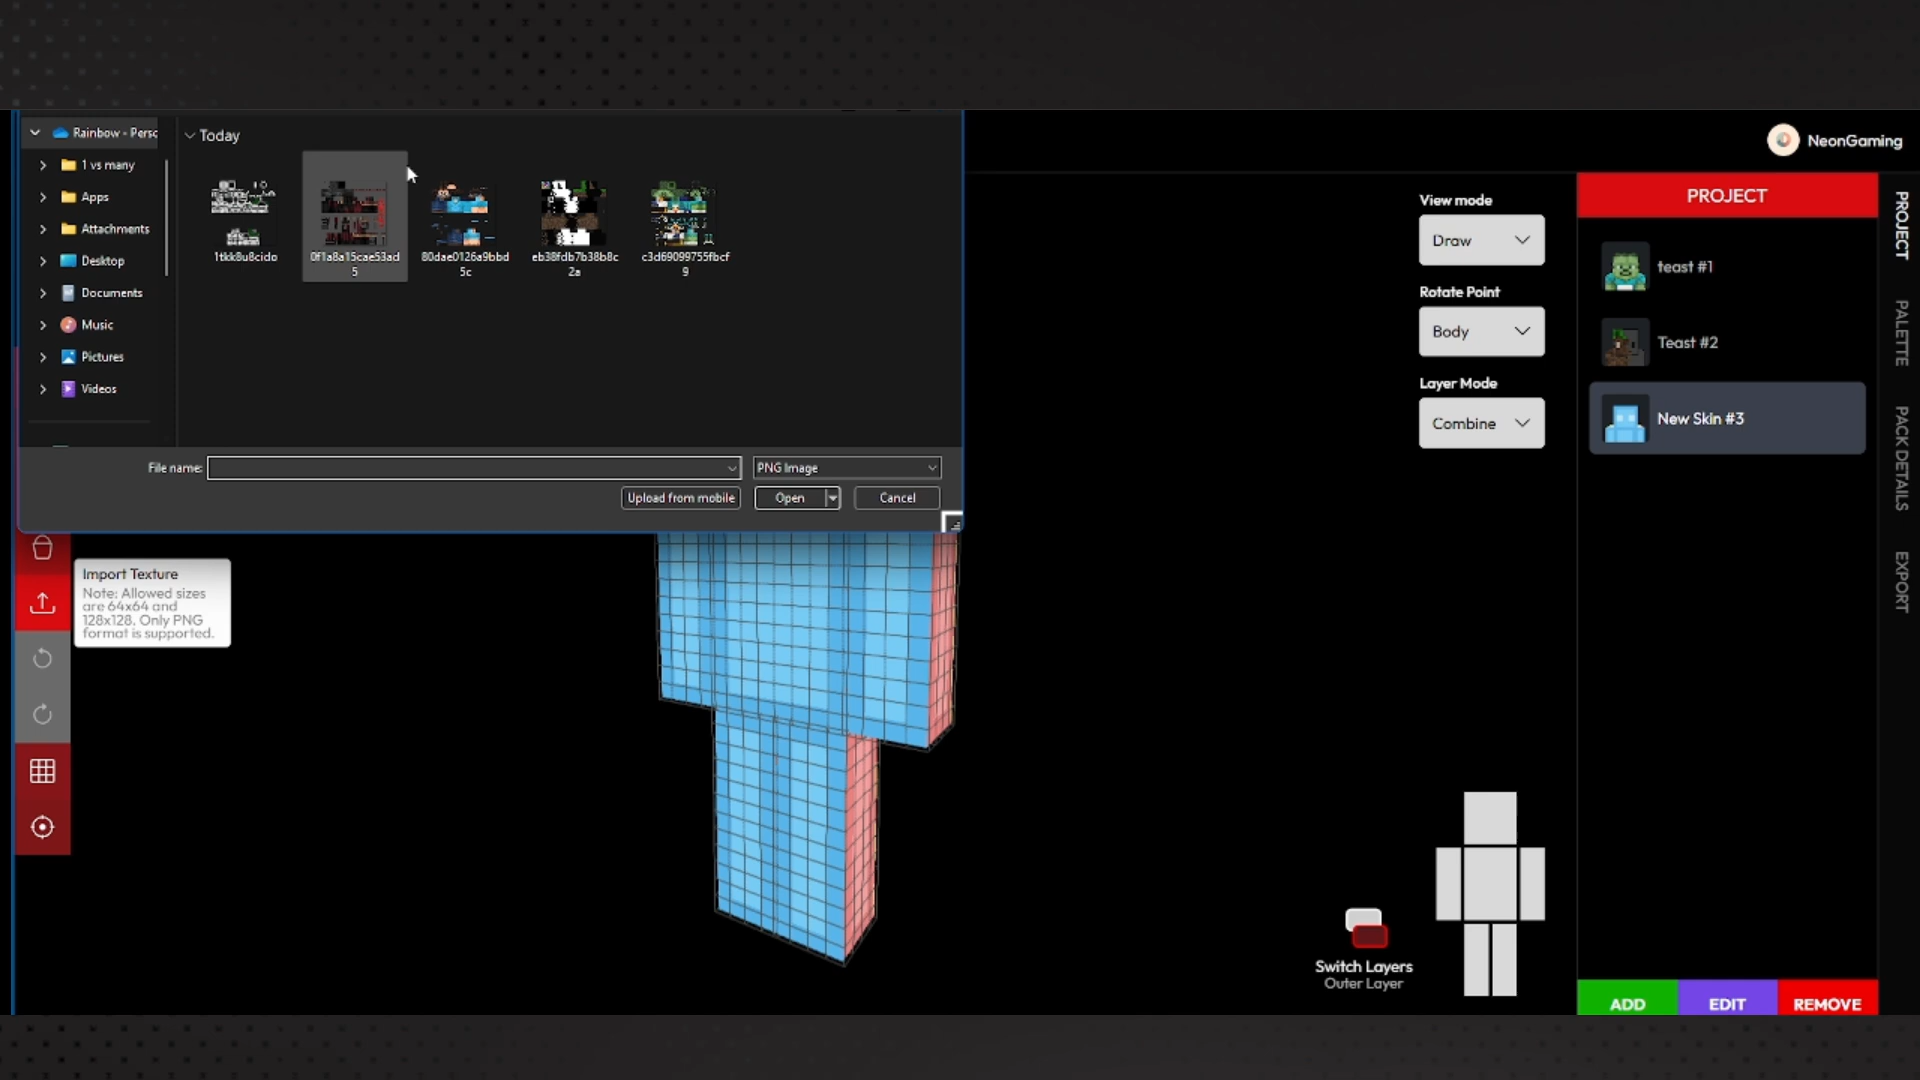 Rainbow - Persc
1 vs many
Apps
Attachments
Desktop
Documents
Music
Pictures
Videos
Today
1tkk8u8cido
0f1a8a15cae53ad
5
80dae0126a9bbd
5c
eb38fdb7b38b8c
2a
c3d69099755fbcf
9
File name:
PNG Image
Upload from mobile
Open
Cancel
Import Texture
Note: Allowed sizes
are 64x64 and
128x128. Only PNG
format is supported.
View mode
Draw
Rotate Point
Body
Layer Mode
Combine
Switch Layers
Outer Layer
NeonGaming
PROJECT
teast #1
Teast #2
New Skin #3
ADD
EDIT
REMOVE
PROJECT
PALETTE
PACK DETAILS
EXPORT